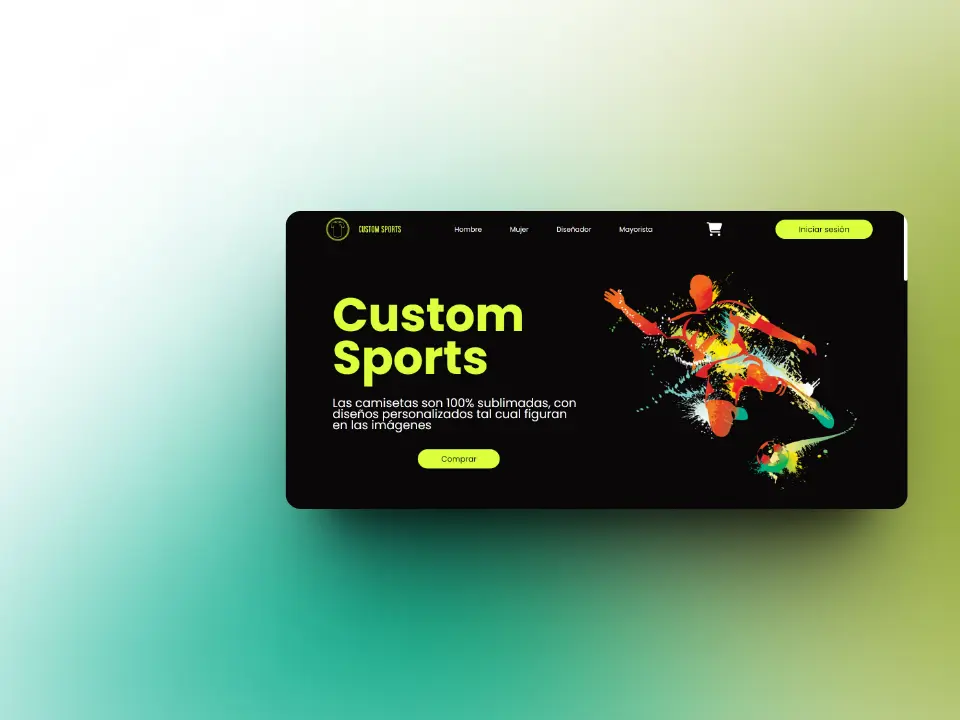 CUSTOM SPORTS
Hombre
Mujer
Diseñador
Mayorista
Iniciar sesión
Custom
Sports
Las camisetas son 100% sublimadas, con
diseños personalizados tal cual figuran
en las imágenes
Comprar